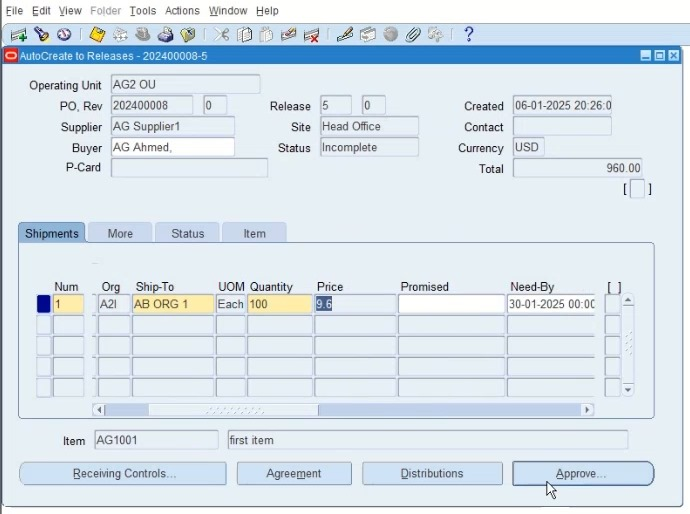 File Edit View Folder Tools Actions Window Help
AutoCreate to Releases - 202400008-5
Operating Unit AG2 OU
PO, Rev 202400008 0 Release 5 0 Created 06-01-2025 20:26:0
Supplier AG Supplier1 Site Head Office Contact
Buyer AG Ahmed, Status Incomplete Currency USD
P-Card Total 960.00
[ ]
Shipments More Status Item
Num Org Ship-To UOM Quantity Price Promised Need-By [ ]
1 A2I AB ORG 1 Each 100 9.6 30-01-2025 00:00
Item AG1001 first item
Receiving Controls... Agreement Distributions Approve...